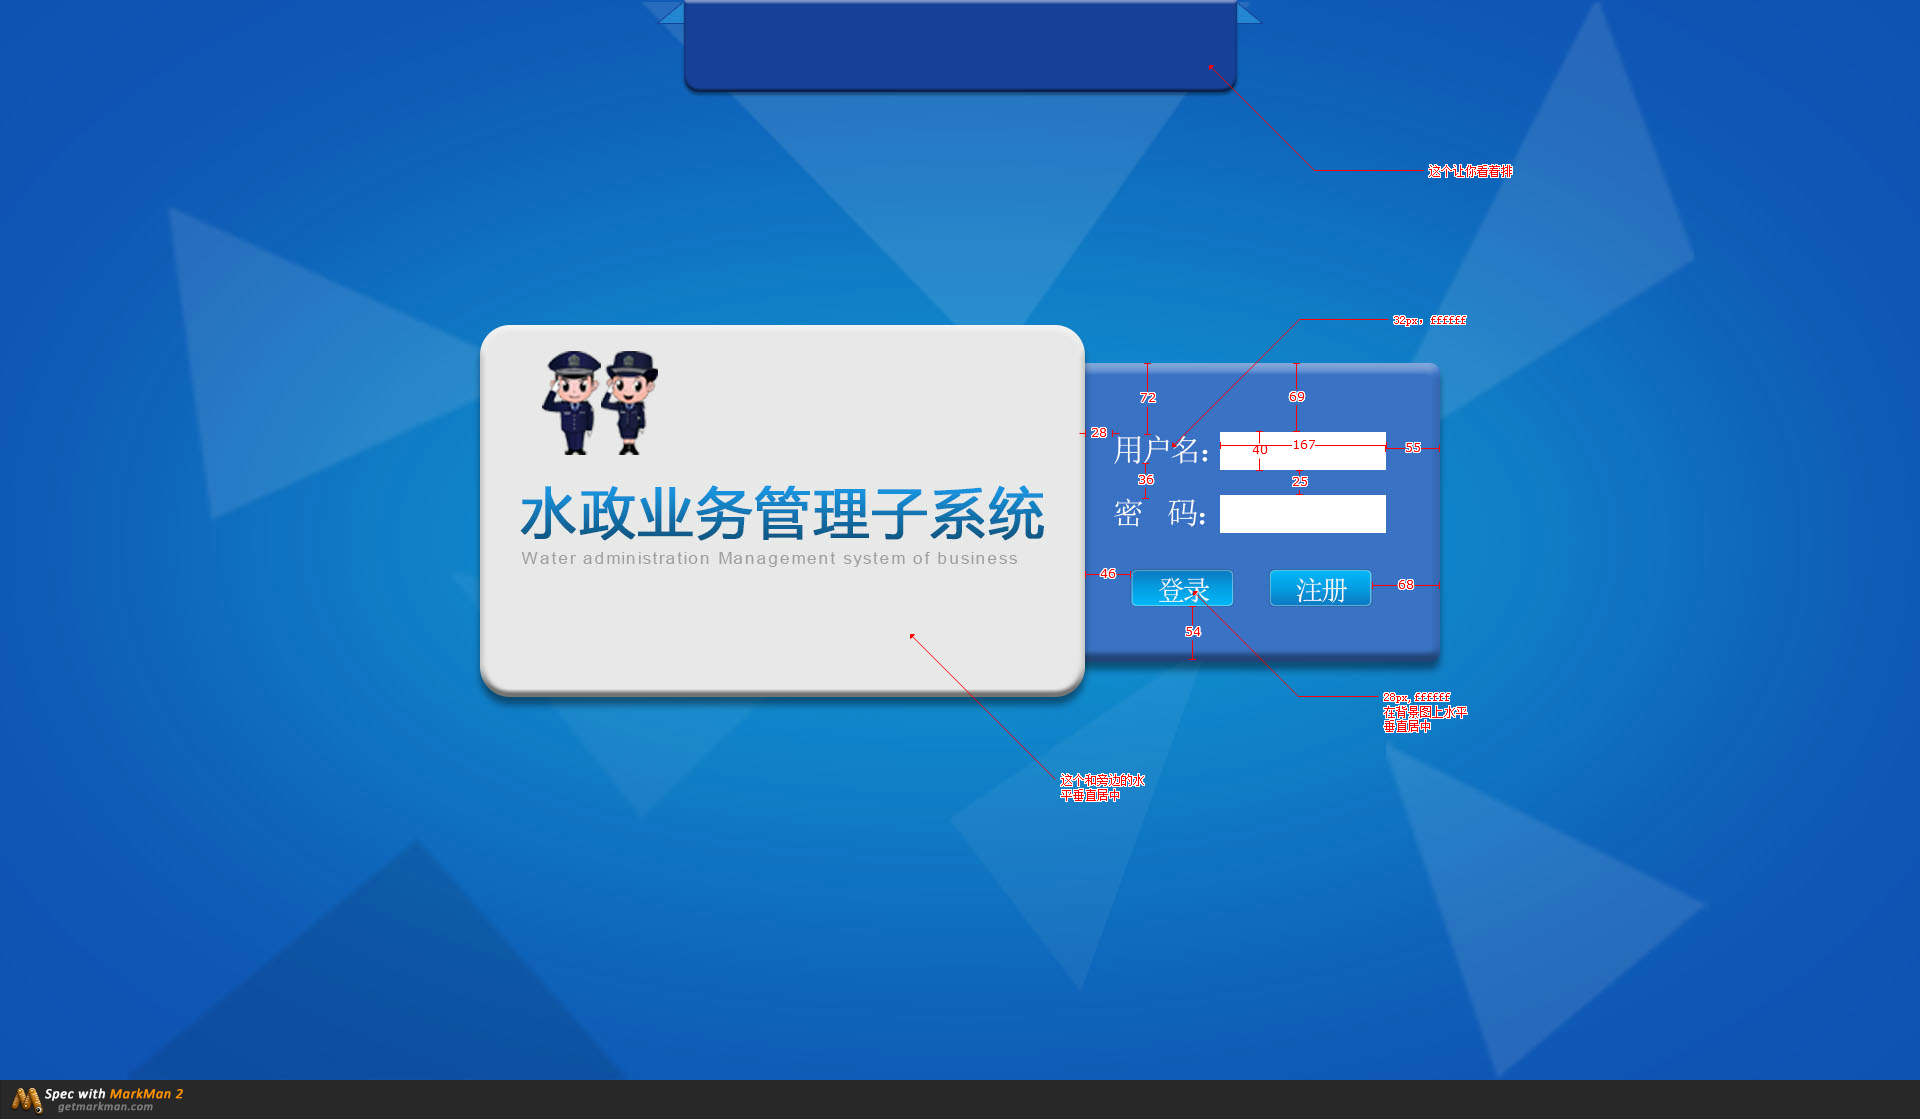 这个让你看着排
32px, ffffff
72
69
28
用户名:
40
167
55
36
25
密 码:
水政业务管理子系统
Water administration Management system of business
46
登录
注册
68
54
28px, ffffff
在背景图上水平
垂直居中
这个和旁边的水
平垂直居中
Spec with MarkMan 2
getmarkman.com